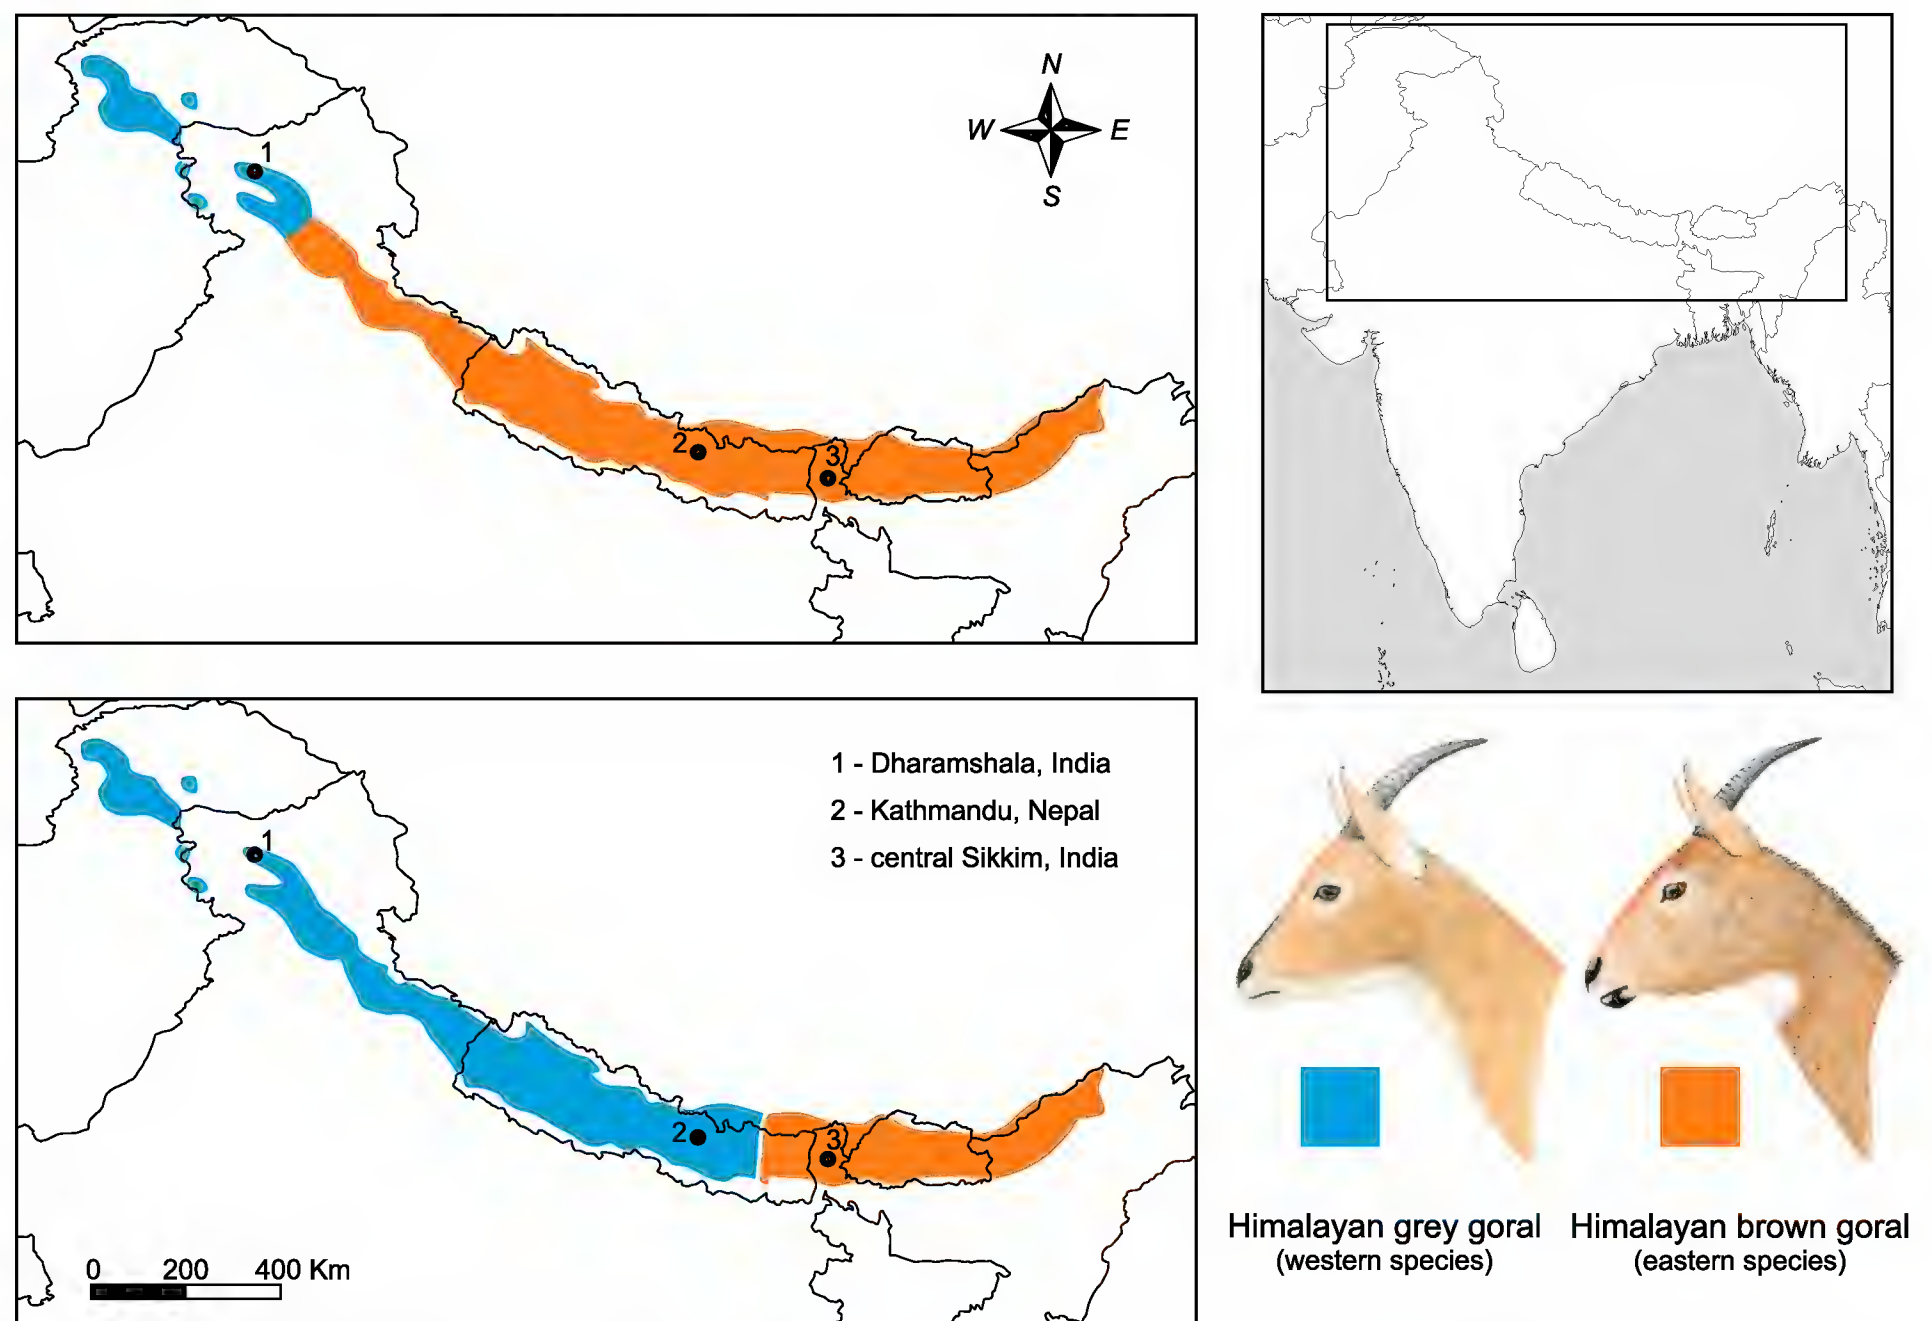 N
W E
S
1
2
3
1 - Dharamshala, India
2 - Kathmandu, Nepal
3 - central Sikkim, India
1
2
3
0 200 400 Km
Himalayan grey goral
(western species)
Himalayan brown goral
(eastern species)